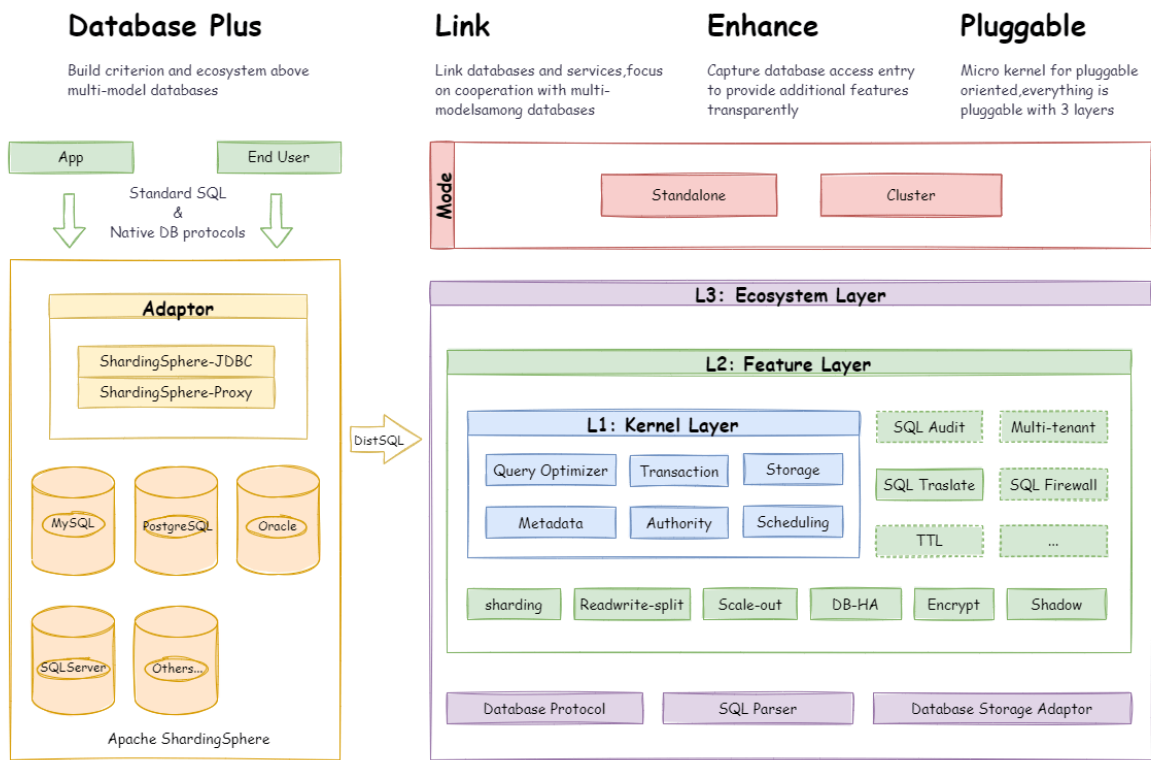 Database Plus
Build criterion and ecosystem above
multi-model databases
Link
Link databases and services,focus
on cooperation with multi-
modelsamong databases
Enhance
Capture database access entry
to provide additional features
transparently
Pluggable
Micro kernel for pluggable
oriented,everything is
pluggable with 3 layers
App
End User
Standard SQL
&
Native DB protocols
Adaptor
ShardingSphere-JDBC
ShardingSphere-Proxy
MySQL
PostgreSQL
Oracle
SQLServer
Others...
Apache ShardingSphere
DistSQL
Mode
Standalone
Cluster
L3: Ecosystem Layer
L2: Feature Layer
L1: Kernel Layer
Query Optimizer
Transaction
Storage
Metadata
Authority
Scheduling
SQL Audit
Multi-tenant
SQL Traslate
SQL Firewall
TTL
...
sharding
Readwrite-split
Scale-out
DB-HA
Encrypt
Shadow
Database Protocol
SQL Parser
Database Storage Adaptor